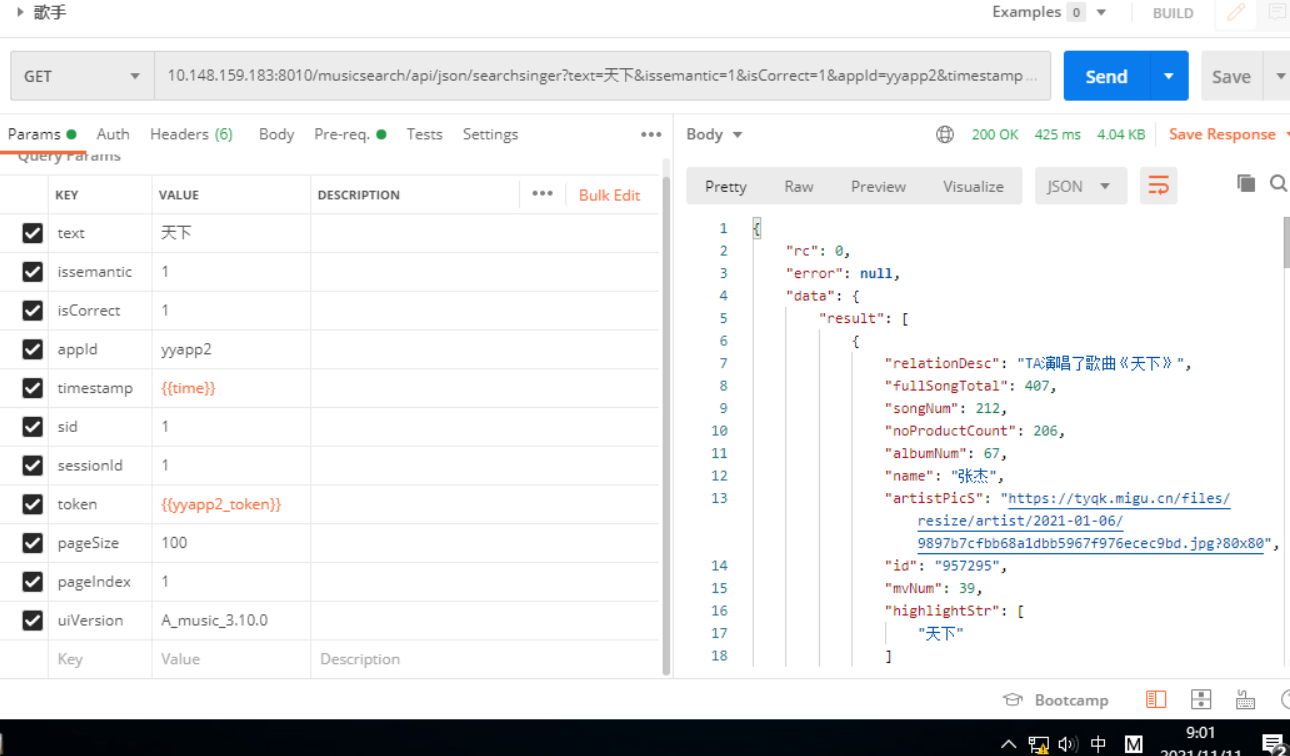 歌手
Examples 0 BUILD
GET 10.148.159.183:8010/musicsearch/api/json/searchsinger?text=天下&issemantic=1&isCorrect=1&appId=yyapp2&timestamp ... Send Save
Params Auth Headers (6) Body Pre-req. Tests Settings
Query Params
KEY VALUE DESCRIPTION Bulk Edit
text 天下
issemantic 1
isCorrect 1
appId yyapp2
timestamp {{time}}
sid 1
sessionId 1
token {{yyapp2_token}}
pageSize 100
pageIndex 1
uiVersion A_music_3.10.0
Key Value Description
Body 200 OK 425 ms 4.04 KB Save Response
Pretty Raw Preview Visualize JSON
1 {
2 "rc": 0,
3 "error": null,
4 "data": {
5 "result": [
6 {
7 "relationDesc": "TA演唱了歌曲《天下》",
8 "fullSongTotal": 407,
9 "songNum": 212,
10 "noProductCount": 206,
11 "albumNum": 67,
12 "name": "张杰",
13 "artistPicS": "https://tyqk.migu.cn/files/
resize/artist/2021-01-06/
9897b7cfbb68a1dbb5967f976ecec9bd.jpg?80x80",
14 "id": "957295",
15 "mvNum": 39,
16 "highlightStr": [
17 "天下"
18 ]
Bootcamp
中 M 9:01
2021/11/11 2